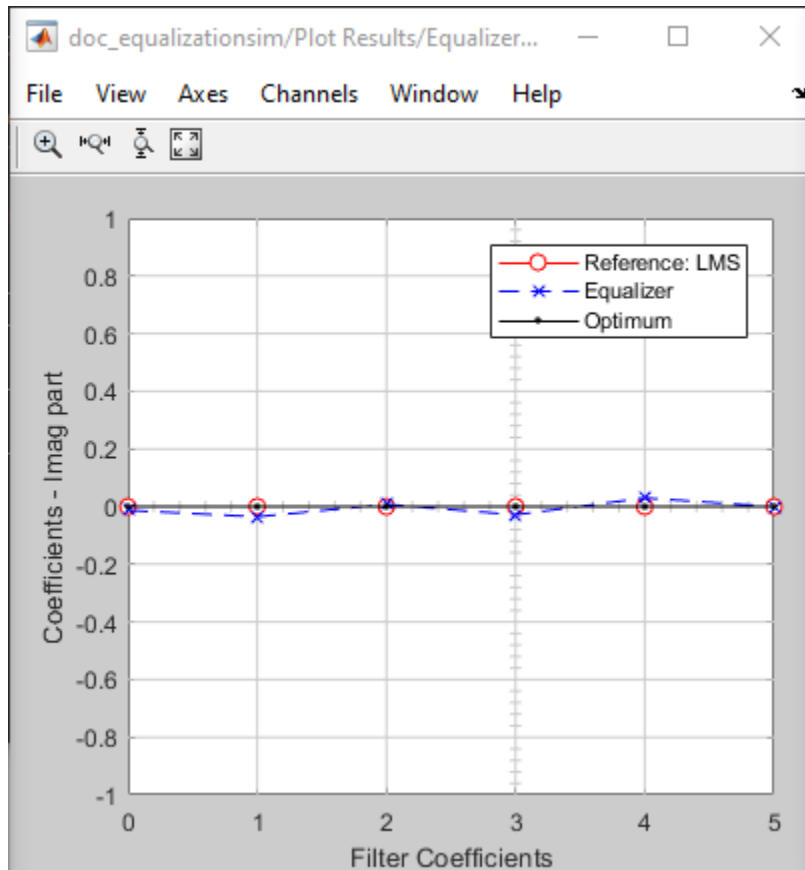 doc_equalizationsim/Plot Results/Equalizer...
File View Axes Channels Window Help
1
Reference: LMS
0.8
Equalizer
Optimum
0.6
0.4
0.2
0
-0.2
-0.4
-0.6
-0.8
-1
Coefficients - Imag part
0 1 2 3 4 5
Filter Coefficients